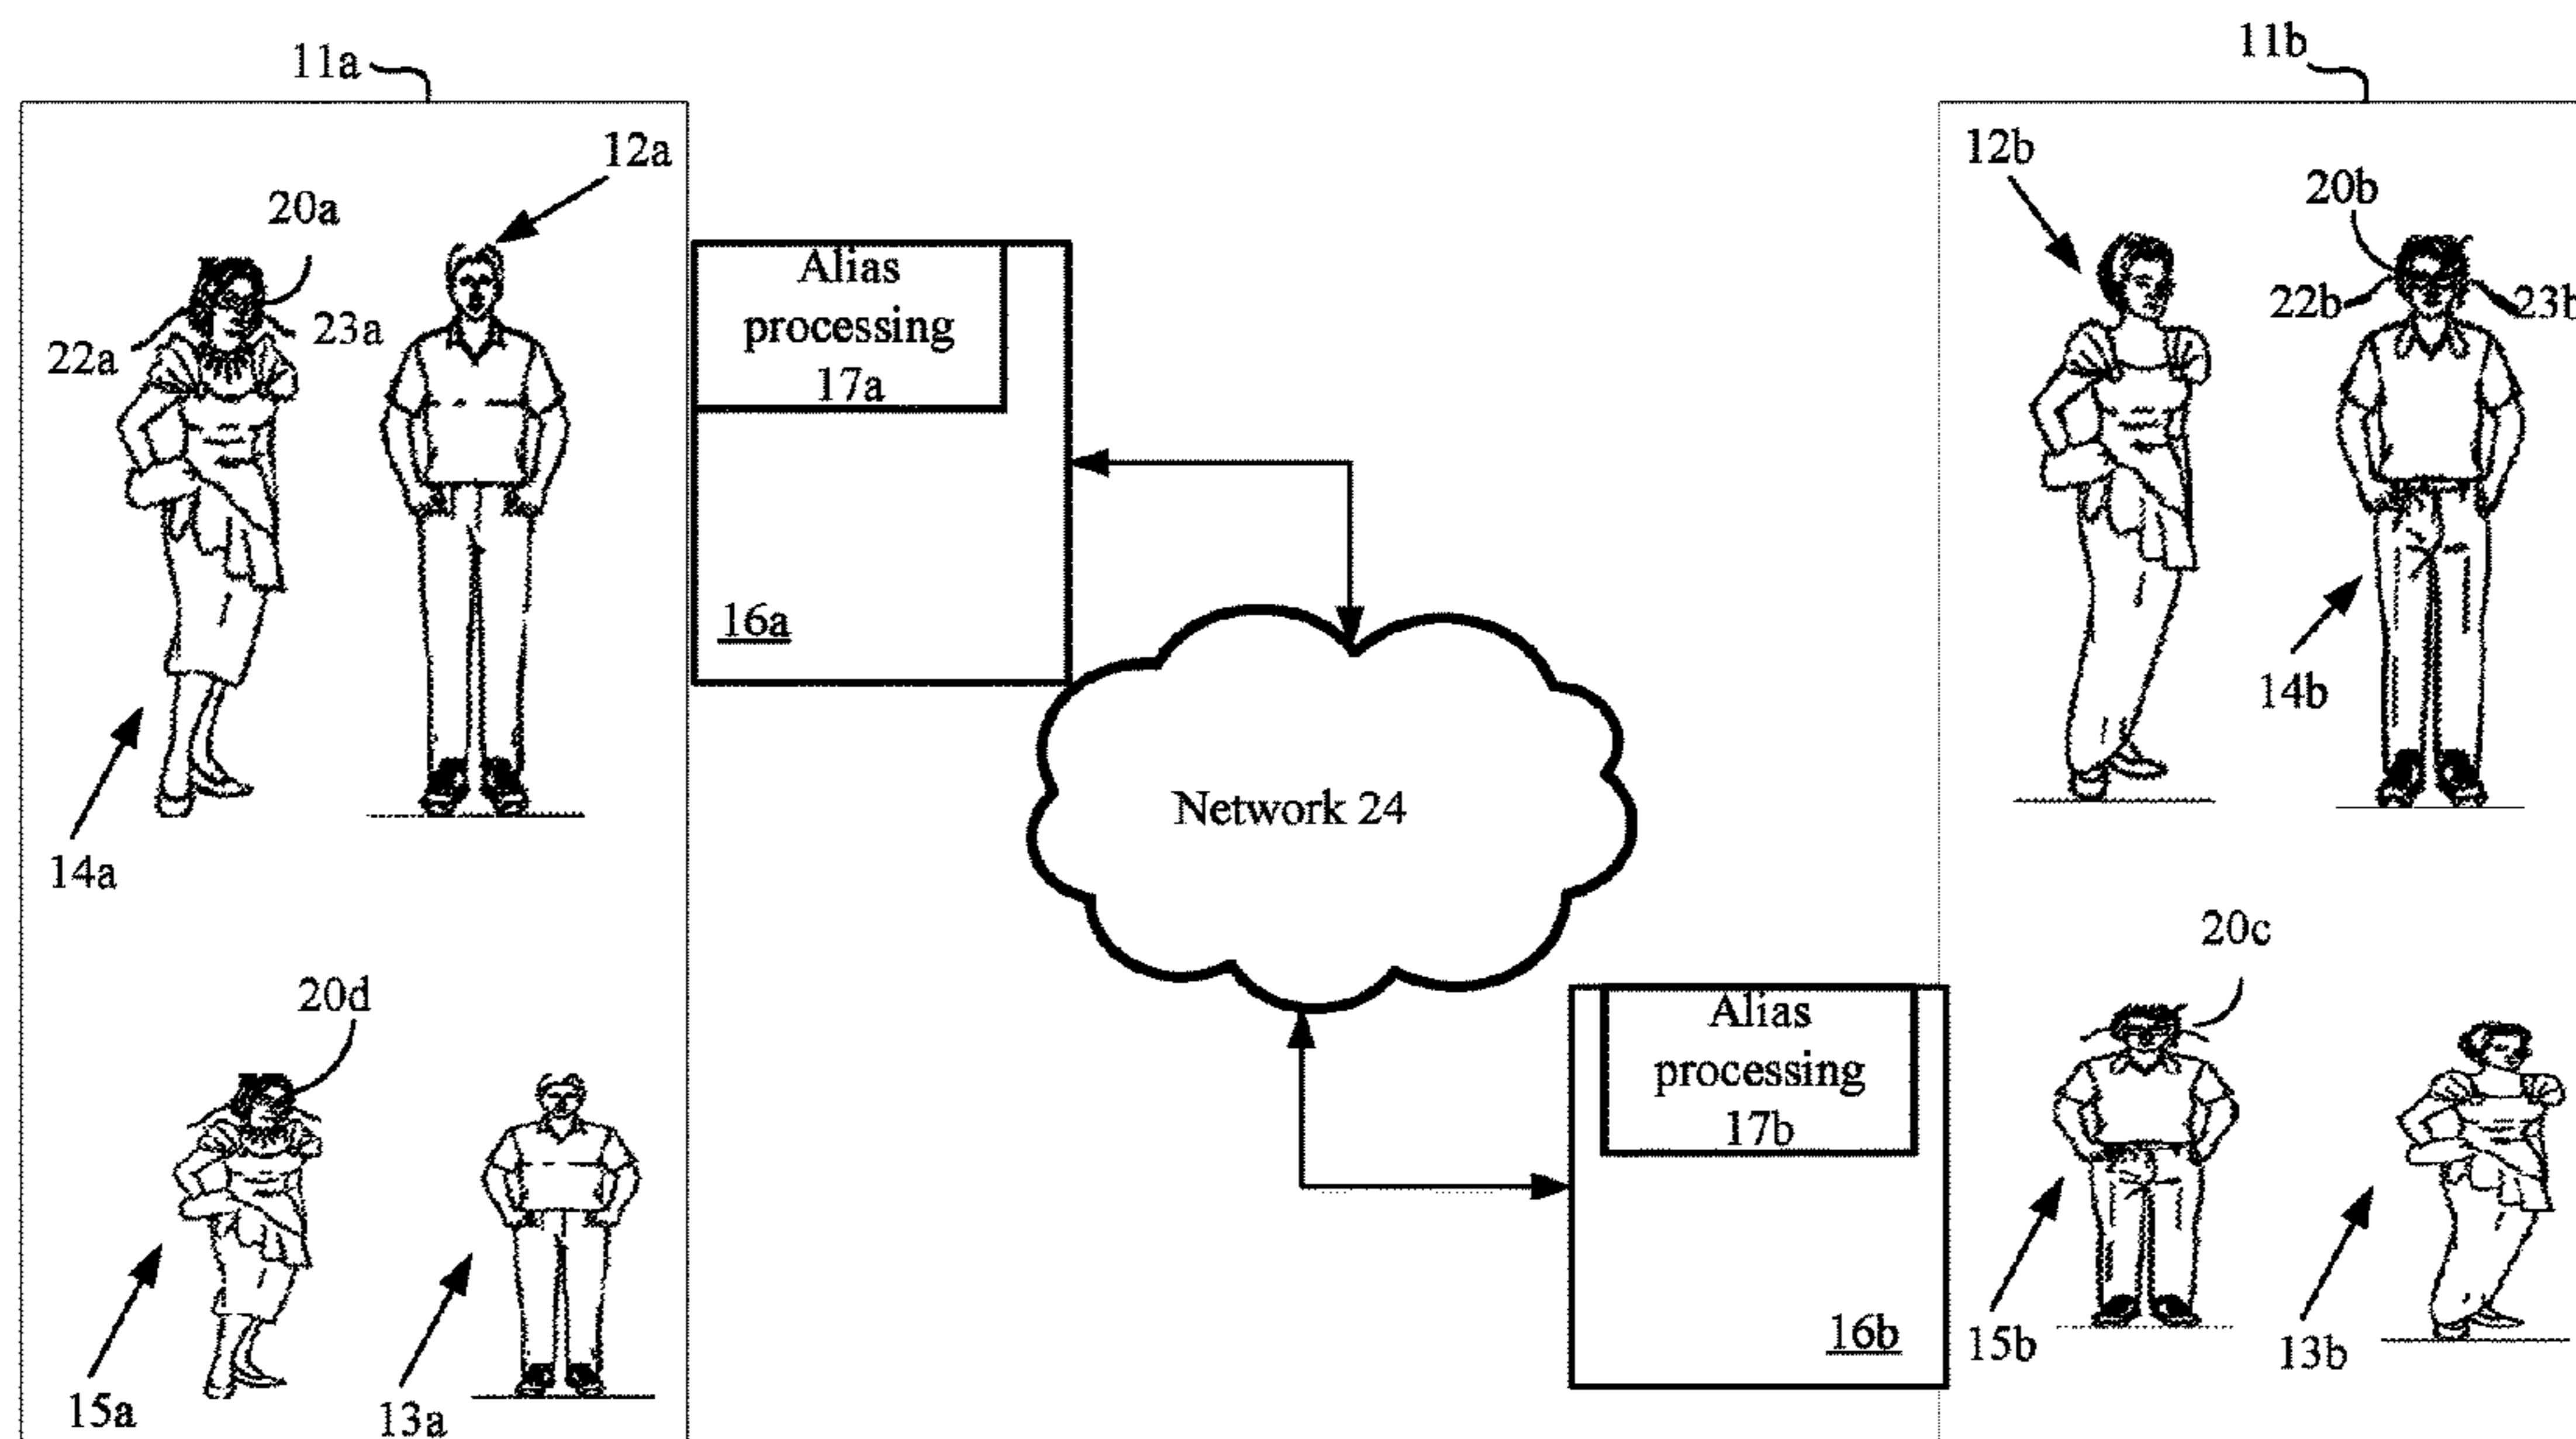 11a
11b
12a
20a
22a
23a
Alias
processing
17a
16a
12b
20b
22b
23b
14a
14b
Network 24
20d
20c
Alias
processing
17b
16b
15a
13a
15b
13b